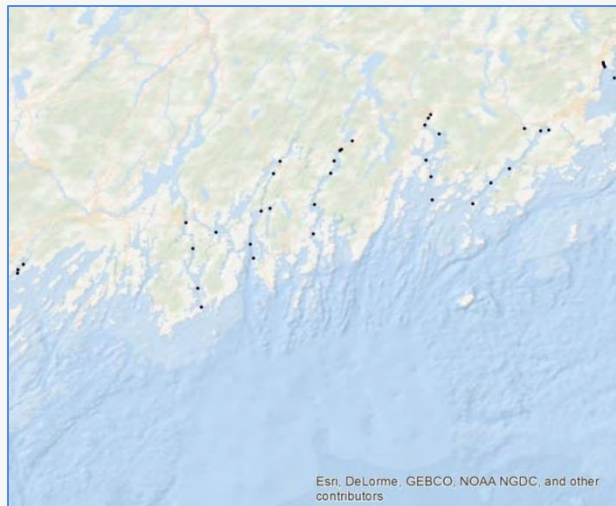 Esri, DeLorme, GEBCO, NOAA NGDC, and other
contributors